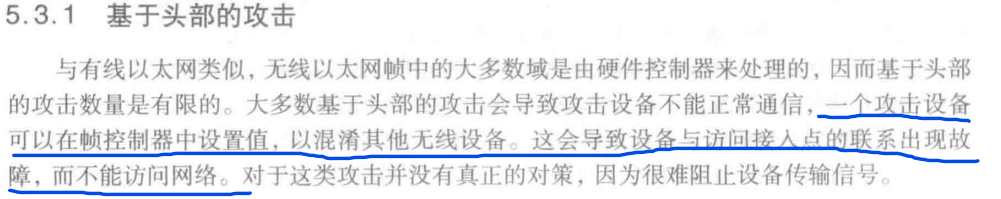 5.3.1 基于头部的攻击
与有线以太网类似，无线以太网帧中的大多数域是由硬件控制器来处理的，因而基于头部
的攻击数量是有限的。大多数基于头部的攻击会导致攻击设备不能正常通信，一个攻击设备
可以在帧控制器中设置值，以混淆其他无线设备。这会导致设备与访问接入点的联系出现故
障，而不能访问网络。对于这类攻击并没有真正的对策，因为很难阻止设备传输信号。